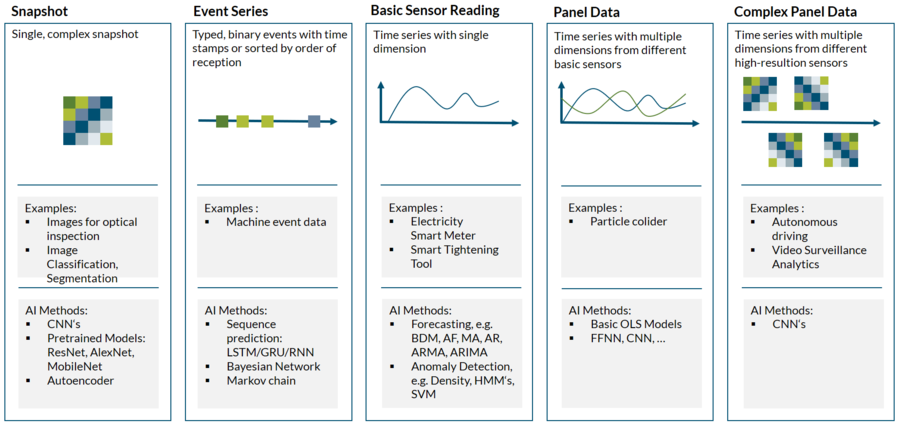 Snapshot
Single, complex snapshot
Examples:
▪ Images for optical
inspection
▪ Image
Classification,
Segmentation
AI Methods:
▪ CNN's
▪ Pretrained Models:
ResNet, AlexNet,
MobileNet
▪ Autoencoder
Event Series
Typed, binary events with time
stamps or sorted by order of
reception
Examples :
▪ Machine event data
AI Methods:
▪ Sequence
prediction:
LSTM/GRU/RNN
▪ Bayesian Network
▪ Markov chain
Basic Sensor Reading
Time series with single
dimension
Examples :
▪ Electricity
Smart Meter
▪ Smart Tightening
Tool
AI Methods:
▪ Forecasting, e.g.
BDM, AF, MA, AR,
ARMA, ARIMA
▪ Anomaly Detection,
e.g. Density, HMM's,
SVM
Panel Data
Time series with multiple
dimensions from different
basic sensors
Examples :
▪ Particle colider
AI Methods:
▪ Basic OLS Models
▪ FFNN, CNN, ...
Complex Panel Data
Time series with multiple
dimensions from different
high-resultion sensors
Examples :
▪ Autonomous
driving
▪ Video Surveillance
Analytics
AI Methods:
▪ CNN's